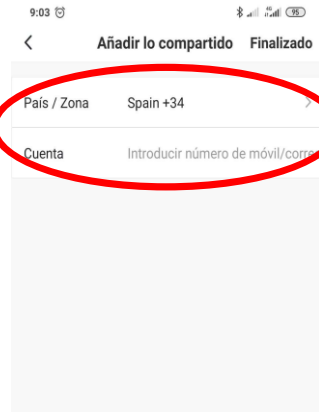 9:03
95
Añadir lo compartido Finalizado
País / Zona Spain +34
Cuenta Introducir número de móvil/corre